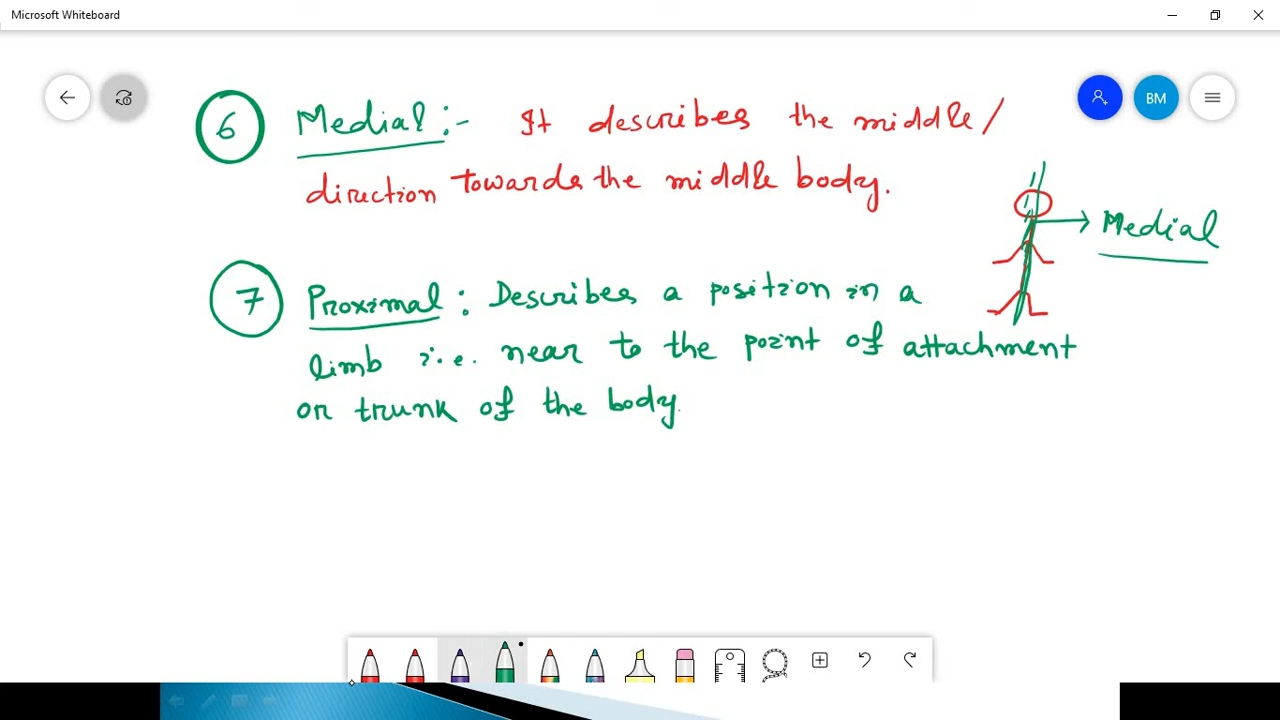 Microsoft Whiteboard
BM
6 Medial :- It describes the middle/
direction towards the middle body.
Medial
7 Proximal : Describes a position in a
limb i.e. near to the point of attachment
or trunk of the body.